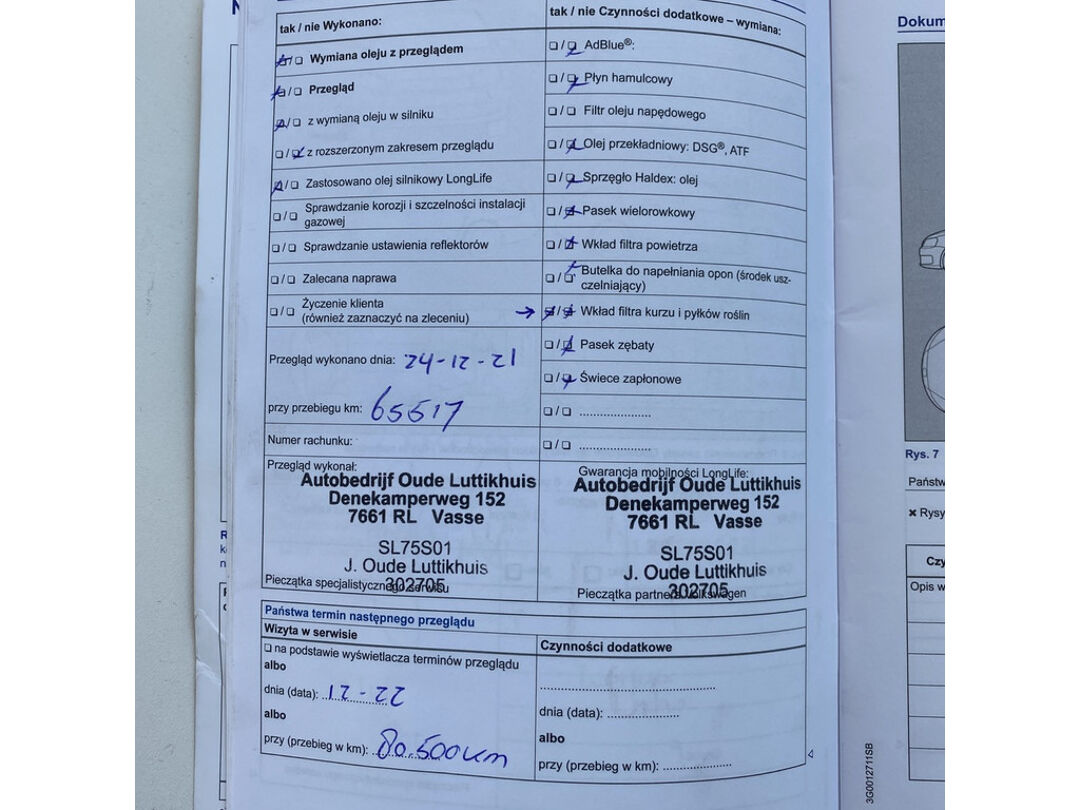 tak / nie Wykonano:
☐/☐ Wymiana oleju z przeglądem
☐/☐ Przegląd
☐/☐ z wymianą oleju w silniku
☐/☐ z rozszerzonym zakresem przeglądu
☐/☐ Zastosowano olej silnikowy LongLife
☐/☐ Sprawdzanie korozji i szczelności instalacji
gazowej
☐/☐ Sprawdzanie ustawienia reflektorów
☐/☐ Zalecana naprawa
☐/☐ Życzenie klienta
(również zaznaczyć na zleceniu)
Przegląd wykonano dnia: 24-12-21
przy przebiegu km: 65517
Numer rachunku:
Przegląd wykonał:
Autobedrijf Oude Luttikhuis
Denekamperweg 152
7661 RL Vasse
SL75S01
J. Oude Luttikhuis
302705
Pieczątka specjalistycznego serwisu
tak / nie Czynności dodatkowe – wymiana:
☐/☐ AdBlue®:
☐/☐ Płyn hamulcowy
☐/☐ Filtr oleju napędowego
☐/☐ Olej przekładniowy: DSG®, ATF
☐/☐ Sprzęgło Haldex: olej
☐/☐ Pasek wielorowkowy
☐/☐ Wkład filtra powietrza
☐/☐ Butelka do napełniania opon (środek usz-
czelniający)
→ ☐/☐ Wkład filtra kurzu i pyłków roślin
☐/☐ Pasek zębaty
☐/☐ Świece zapłonowe
☐/☐ ....................
☐/☐ ....................
Gwarancja mobilności LongLife:
Autobedrijf Oude Luttikhuis
Denekamperweg 152
7661 RL Vasse
SL75S01
J. Oude Luttikhuis
302705
Pieczątka partnera Volkswagen
Państwa termin następnego przeglądu
Wizyta w serwisie
☐ na podstawie wyświetlacza terminów przeglądu
albo
dnia (data): 12-22
albo
przy (przebieg w km): 80.500 km
Czynności dodatkowe
..................................................
dnia (data): ....................
albo
przy (przebieg w km): ....................
3G0012711SB
Dokum
Rys. 7
Państw
✖ Rysy
Czy
Opis w